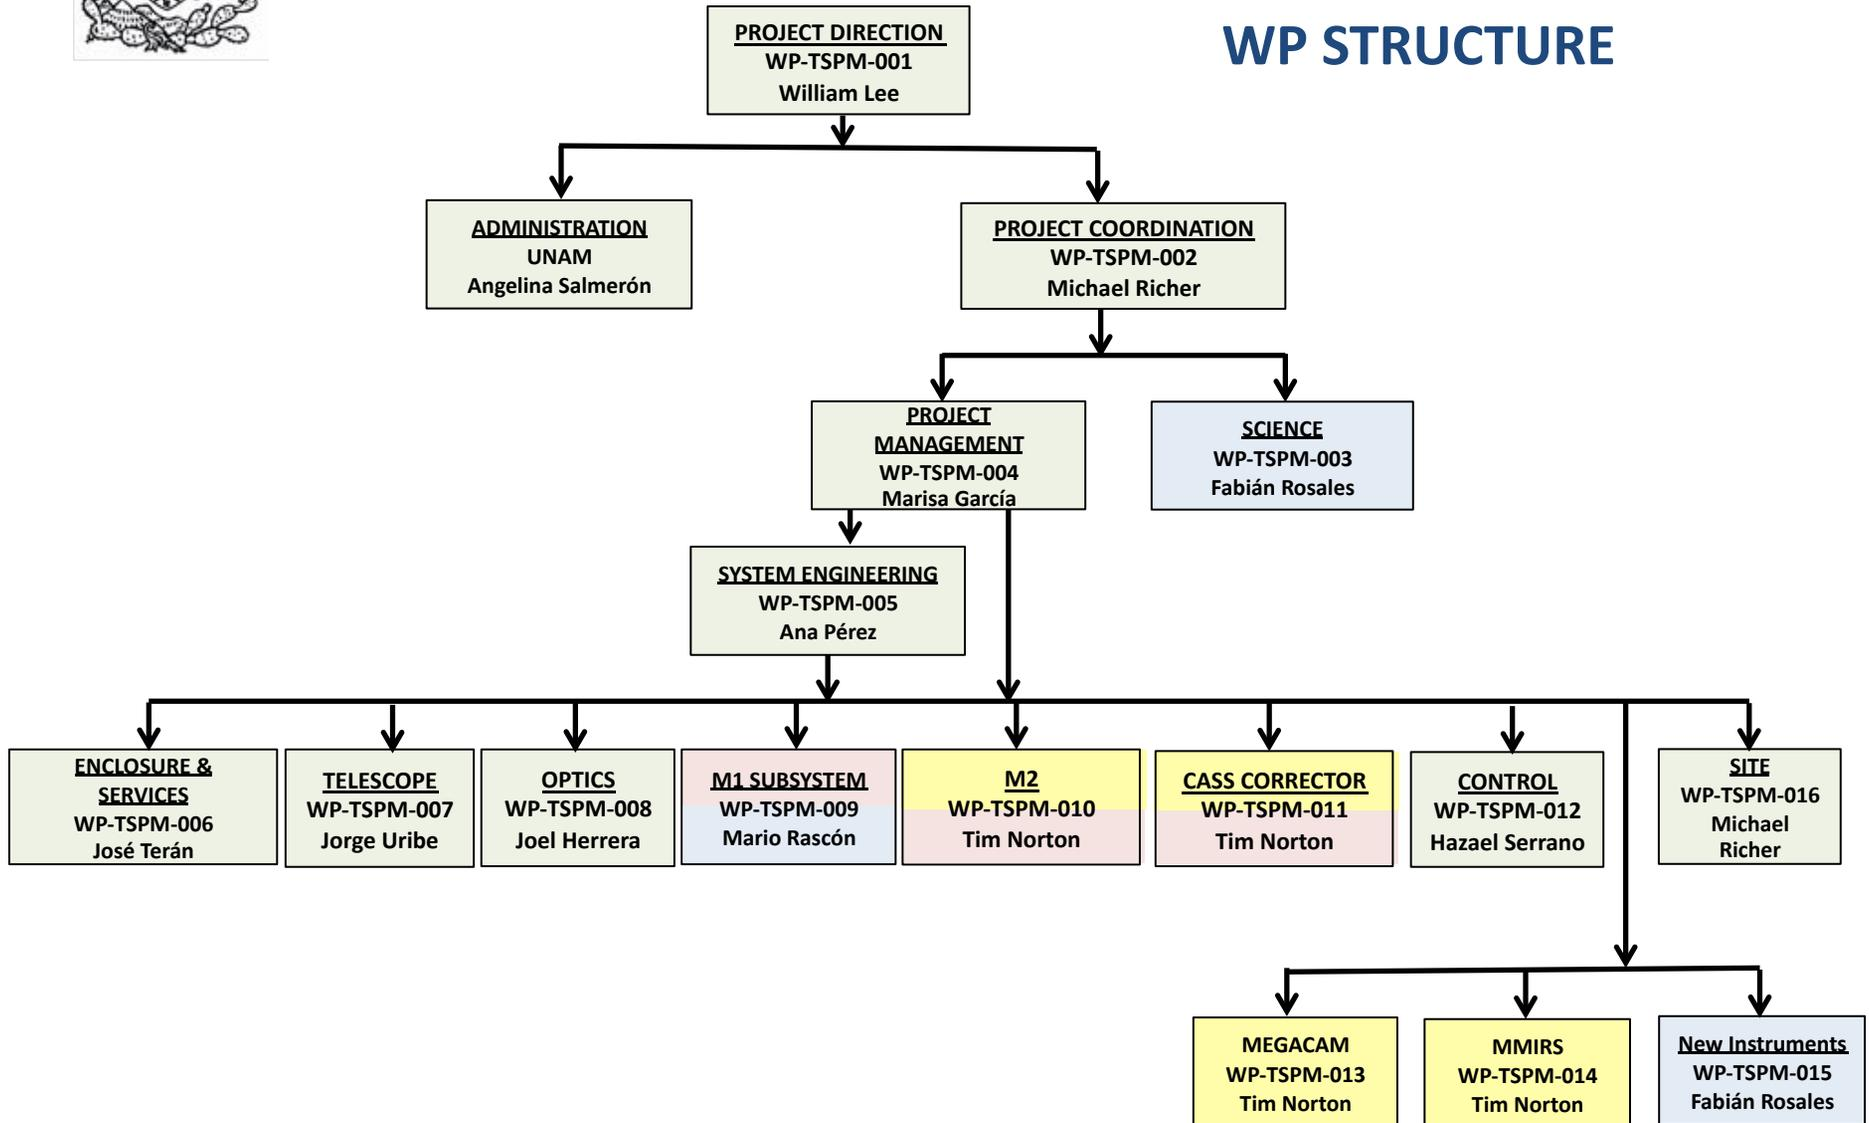 WP STRUCTURE
PROJECT DIRECTION
WP-TSPM-001
William Lee
ADMINISTRATION
UNAM
Angelina Salmerón
PROJECT COORDINATION
WP-TSPM-002
Michael Richer
PROJECT
MANAGEMENT
WP-TSPM-004
Marisa García
SCIENCE
WP-TSPM-003
Fabián Rosales
SYSTEM ENGINEERING
WP-TSPM-005
Ana Pérez
ENCLOSURE &
SERVICES
WP-TSPM-006
José Terán
TELESCOPE
WP-TSPM-007
Jorge Uribe
OPTICS
WP-TSPM-008
Joel Herrera
M1 SUBSYSTEM
WP-TSPM-009
Mario Rascón
M2
WP-TSPM-010
Tim Norton
CASS CORRECTOR
WP-TSPM-011
Tim Norton
CONTROL
WP-TSPM-012
Hazael Serrano
SITE
WP-TSPM-016
Michael
Richer
MEGACAM
WP-TSPM-013
Tim Norton
MMIRS
WP-TSPM-014
Tim Norton
New Instruments
WP-TSPM-015
Fabián Rosales